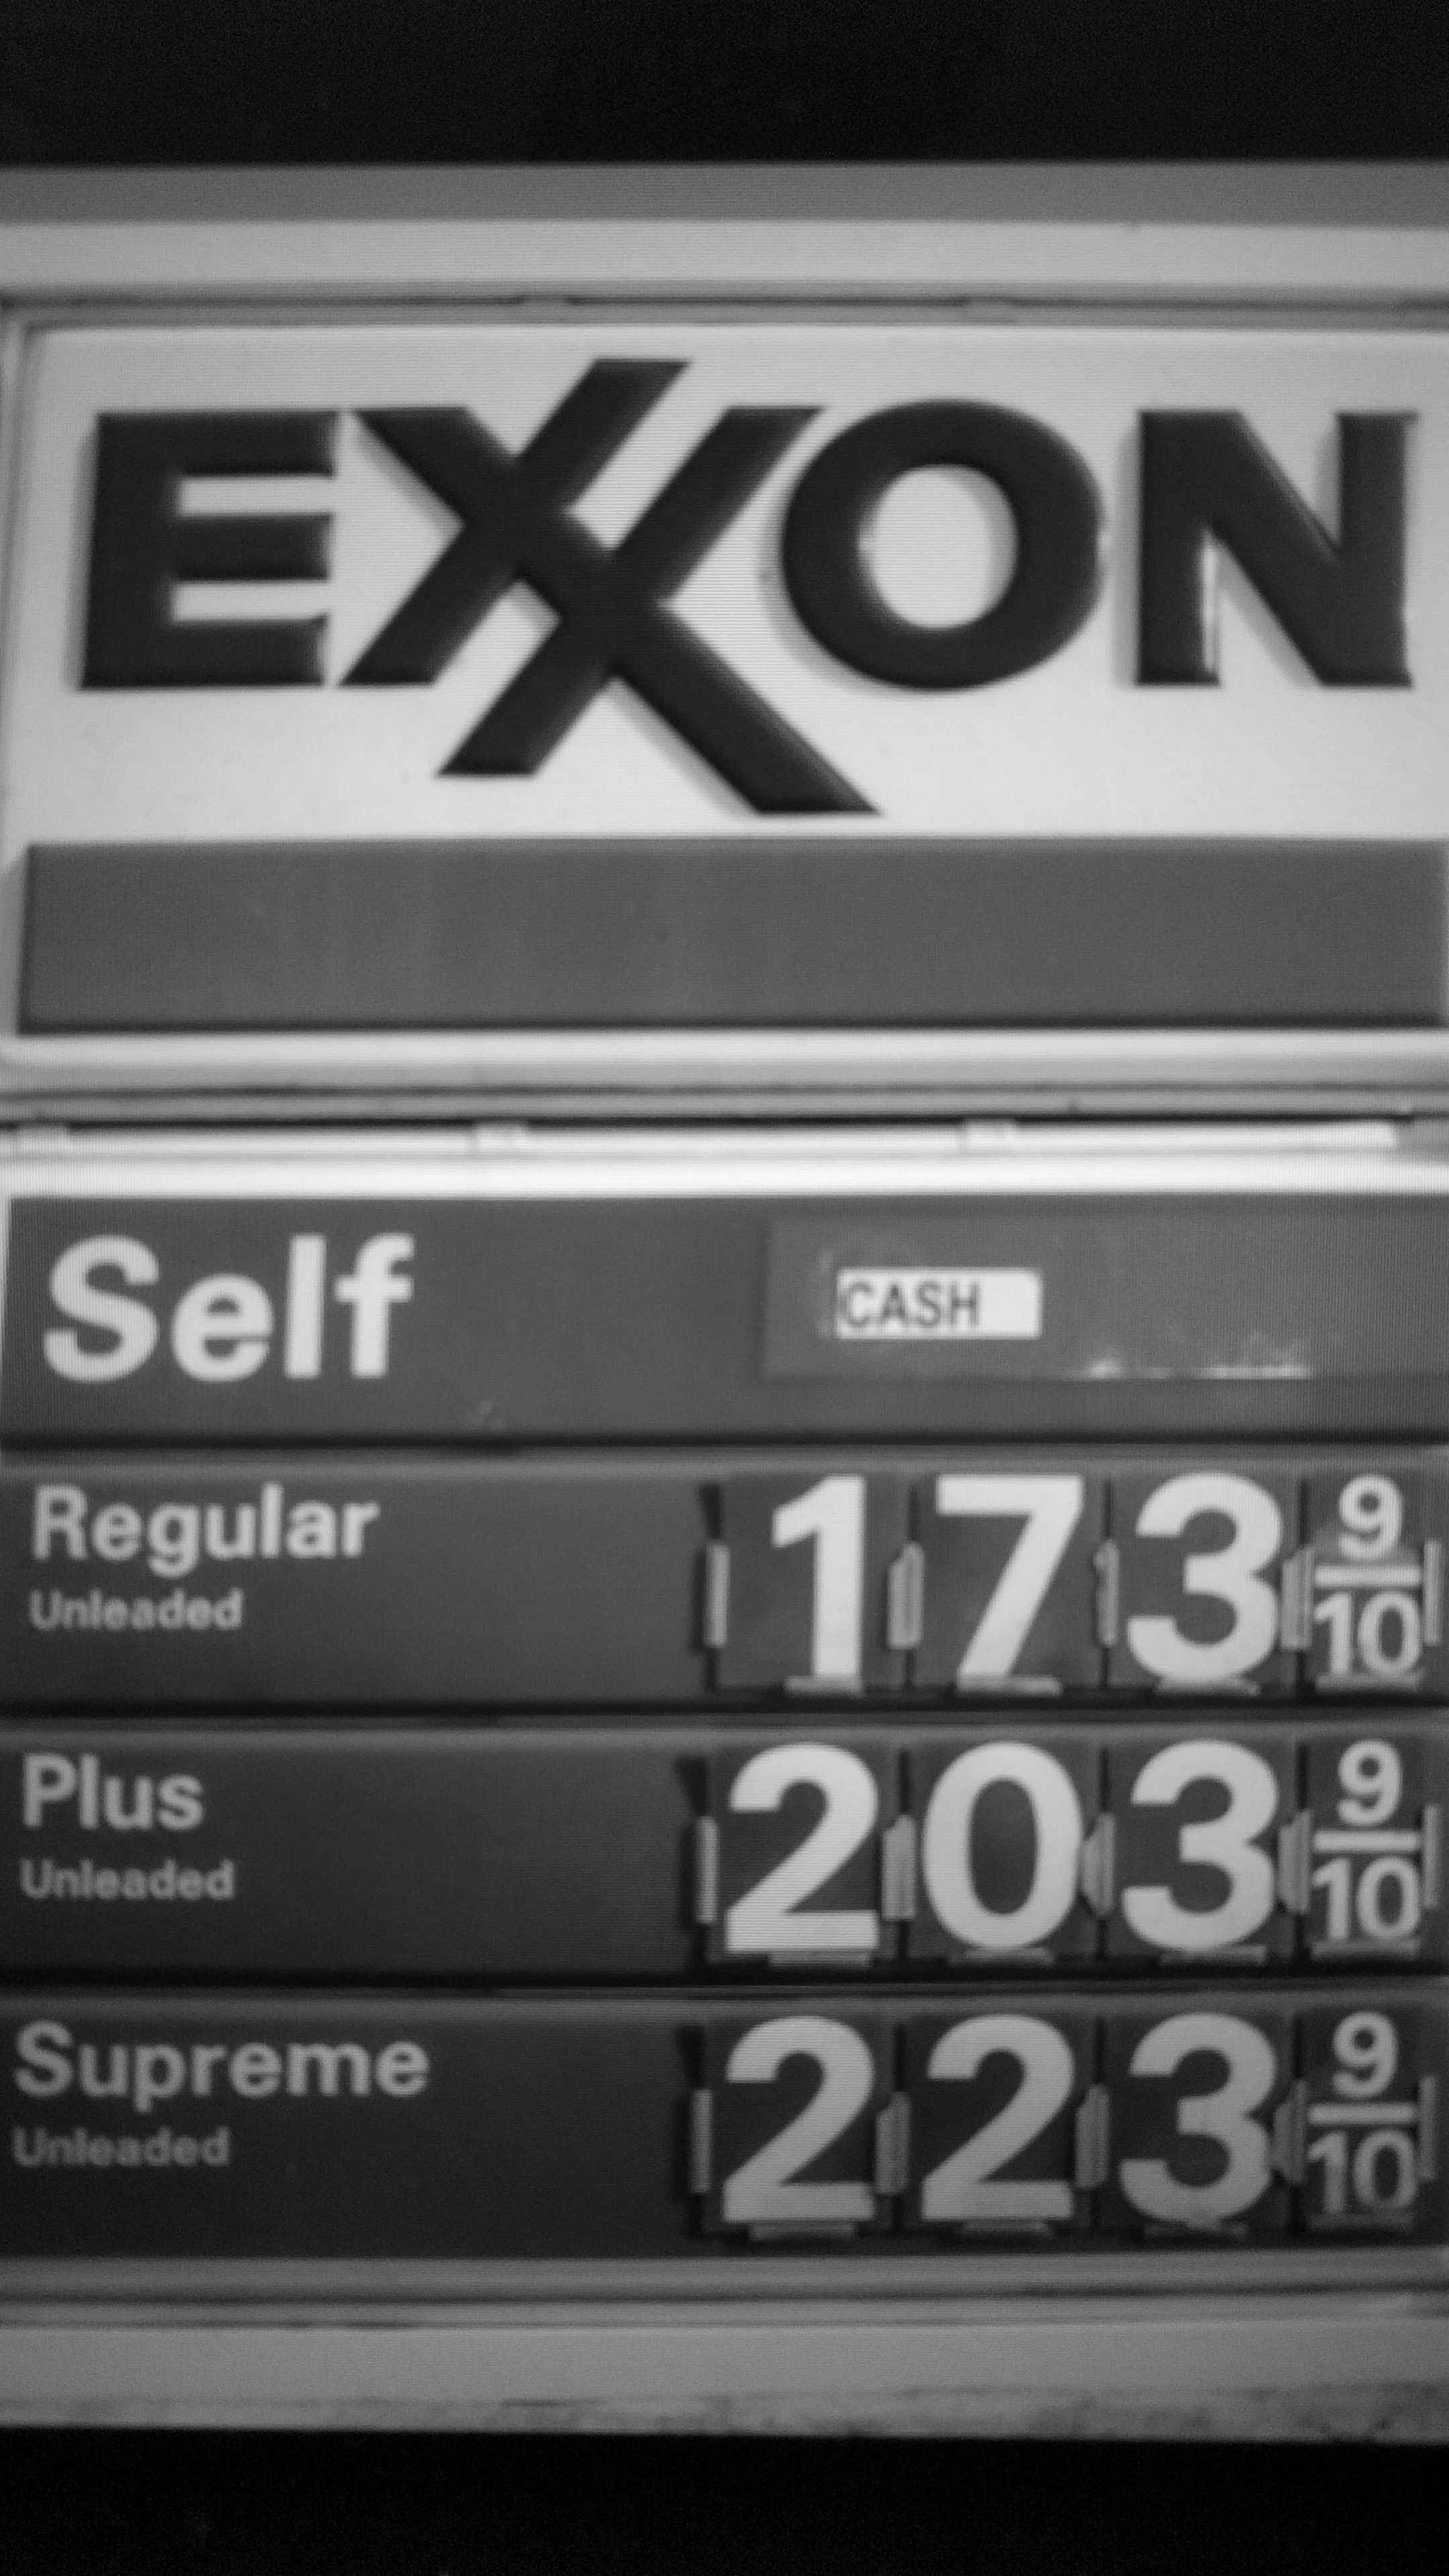 EXXON
Self CASH
Regular 173 9/10
Unleaded
Plus 203 9/10
Unleaded
Supreme 223 9/10
Unleaded